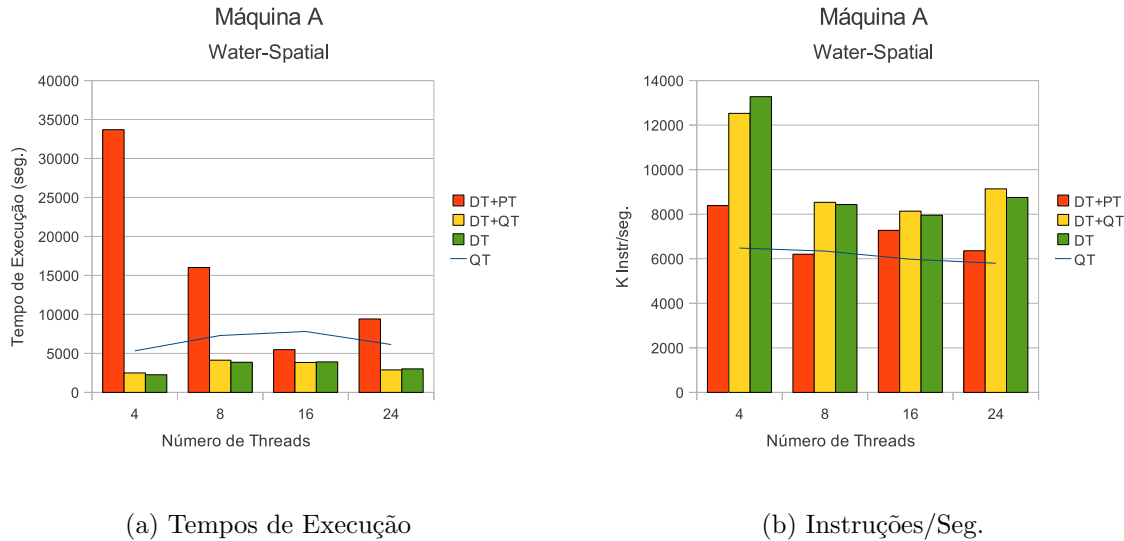 Máquina A
Water-Spatial
40000
35000
30000
25000
20000
15000
10000
5000
0
Tempo de Execução (seg.)
4 8 16 24
Número de Threads
DT+PT
DT+QT
DT
QT
(a) Tempos de Execução
Máquina A
Water-Spatial
14000
12000
10000
8000
6000
4000
2000
0
K Instr/seg.
4 8 16 24
Número de Threads
DT+PT
DT+QT
DT
QT
(b) Instruções/Seg.